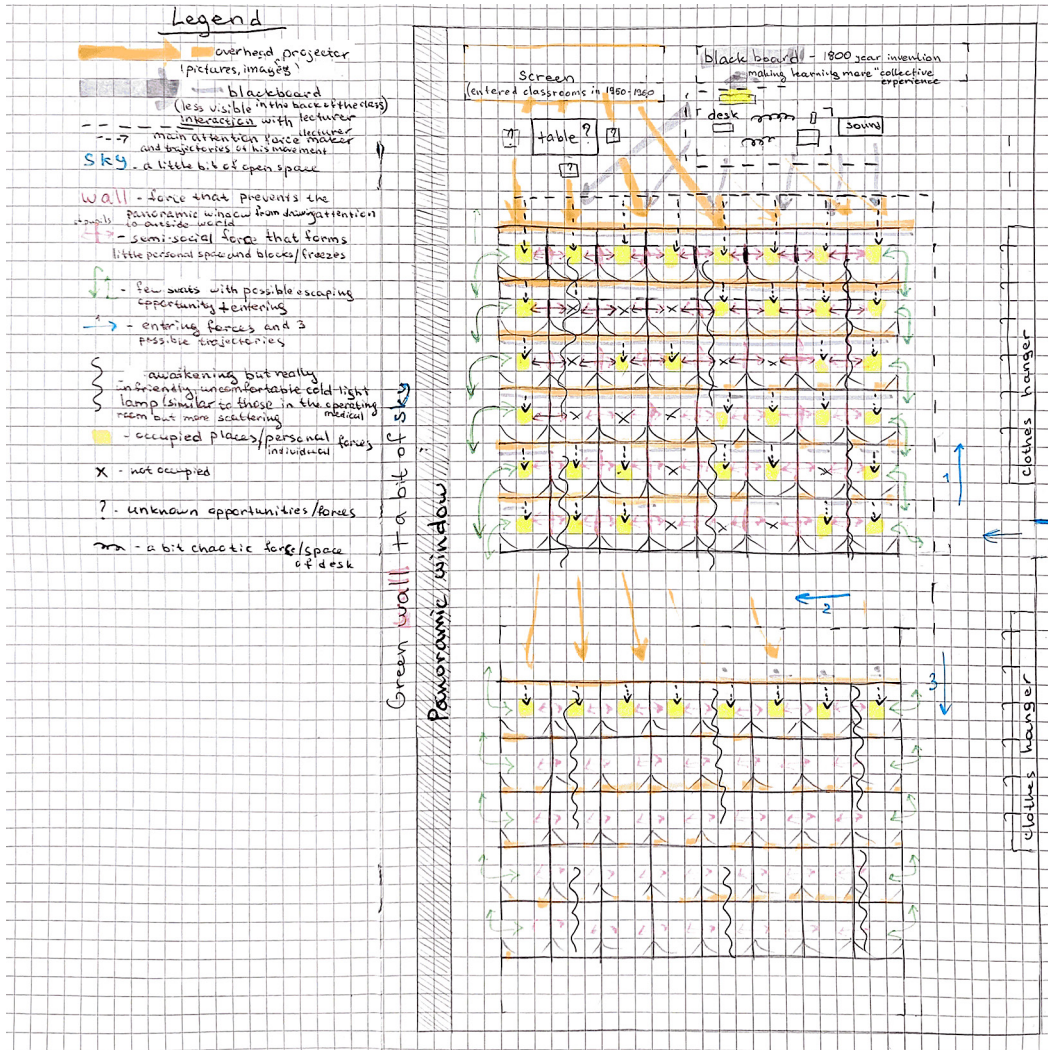 Legend
overhead projector
'pictures, images'
blackboard
(less visible in the back of the class)
interaction with lecturer
lecturer
main attention force maker
and trajectories of his movement
Sky - a little bit of open space
wall - force that prevents the
panoramic window from drawing attention
to outside world
- semi-social force that forms
little personal space and blocks/freezes
- few seats with possible escaping
opportunity + entering
- entring forces and 3
possible trajectories
- awakening but really
unfriendly, uncomfortable cold light
lamp/similar to those in the operating
medical
room but more scattering
- occupied places/personal forces
individual
x - not occupied
? - unknown opportunities/forces
- a bit chaotic force/space
of desk
Screen
(entered classrooms in 1950-1960
black board - 1800 year invention
making learning more "collective
experience
desk
sound
?
table?
?
?
Green wall + a bit of sky
Panoramic window
clothes hanger
1
2
3
clothes hanger